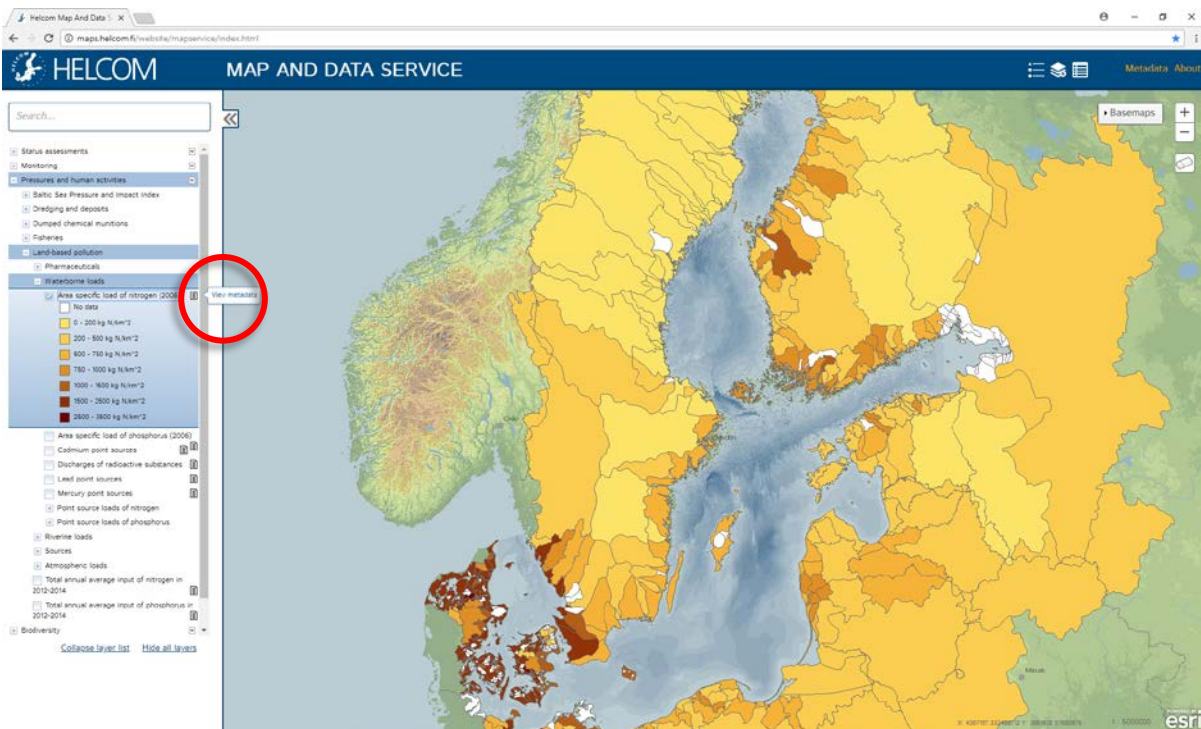 Helcom Map And Data S
maps.helcom.fi/website/mapservice/index.html
HELCOM
MAP AND DATA SERVICE
Metadata About
Search...
Basemaps
+
−
Status assessments
Monitoring
Pressures and human activities
Baltic Sea Pressure and Impact Index
Dredging and deposits
Dumped chemical munitions
Fisheries
Land-based pollution
Pharmaceuticals
Waterborne loads
Area specific load of nitrogen (2006)
View metadata
No data
0 - 200 kg N/km^2
200 - 500 kg N/km^2
600 - 750 kg N/km^2
750 - 1000 kg N/km^2
1000 - 1600 kg N/km^2
1500 - 2500 kg N/km^2
2500 - 3500 kg N/km^2
Area specific load of phosphorus (2006)
Cadmium point sources
Discharges of radioactive substances
Lead point sources
Mercury point sources
Point source loads of nitrogen
Point source loads of phosphorus
Riverine loads
Sources
Atmospheric loads
Total annual average input of nitrogen in
2012-2014
Total annual average input of phosphorus in
2012-2014
Biodiversity
Collapse layer list Hide all layers
Minsk
1 : 5000000
esri